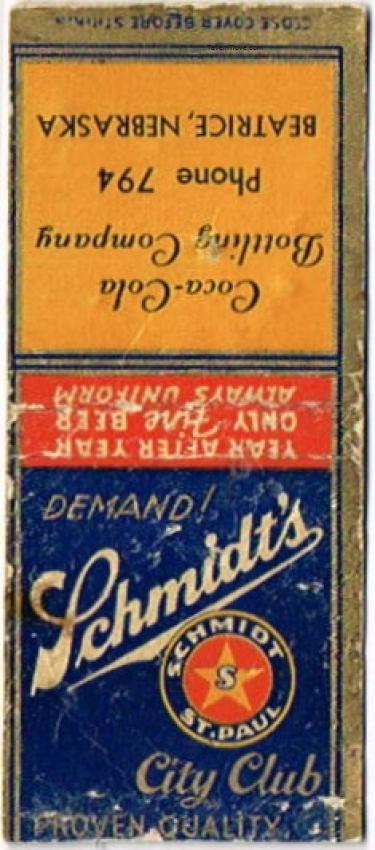 DEMAND!
Schmidt's
SCHMIDT
S
ST. PAUL
City Club
PROVEN QUALITY
YEAR AFTER YEAR
ONLY Fine BEER
ALWAYS UNIFORM
Coca-Cola
Bottling Company
Phone 794
BEATRICE, NEBRASKA
CLOSE COVER BEFORE STRIKING